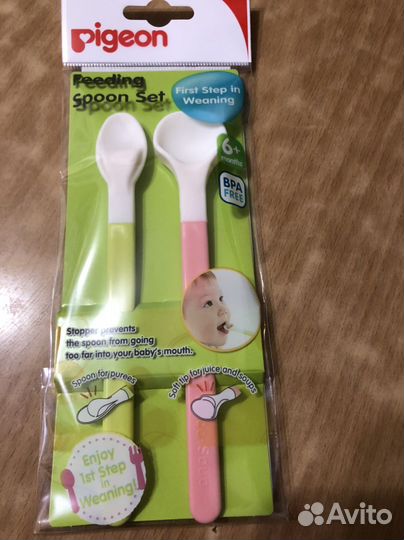 pigeon
Feeding
Spoon Set
First Step in
Weaning
6+
months
BPA
FREE
Stopper prevents
the spoon from going
too far into your baby's mouth.
Spoon for purees
Soft tip for juice and soups
Enjoy
1st Step
in
Weaning!
Avito